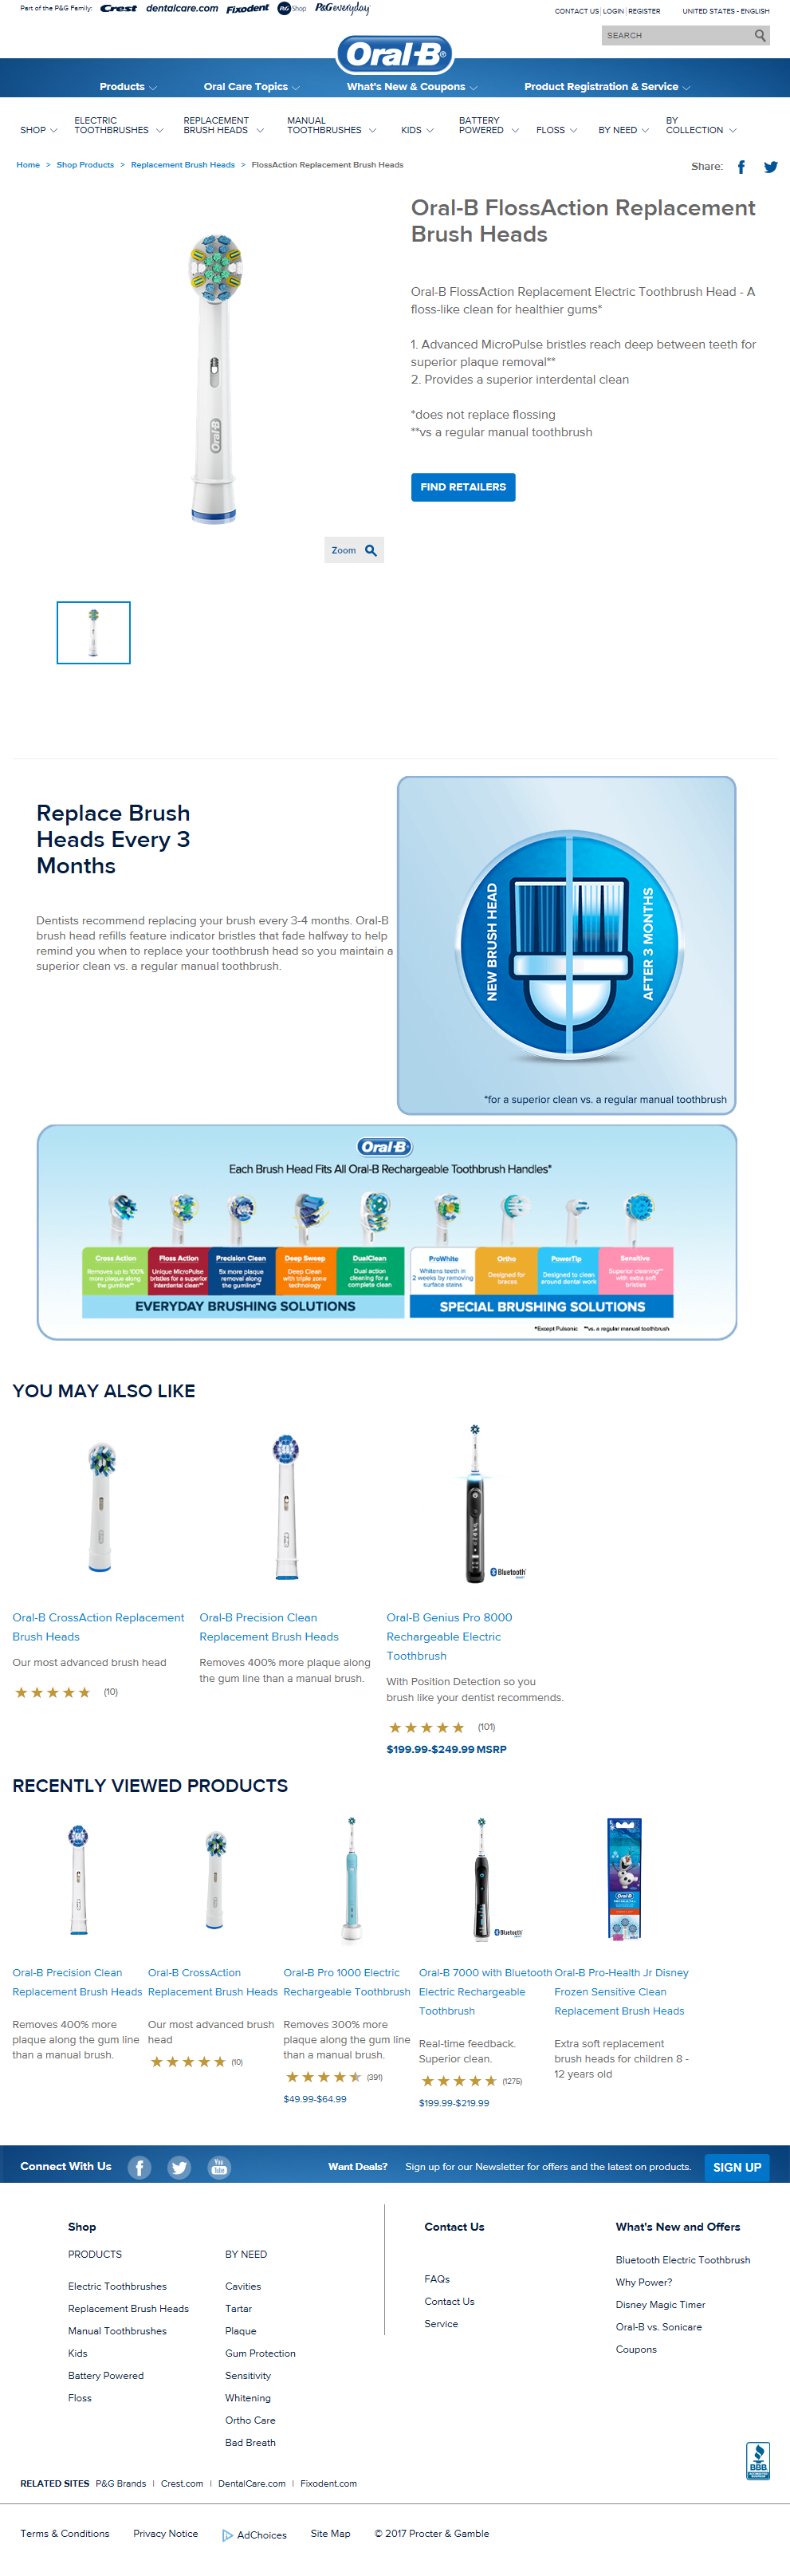 Part of the P&G Family: Crest dentalcare.com Fixodent P&G Shop P&G everyday
CONTACT US LOGIN REGISTER UNITED STATES - ENGLISH
SEARCH
Oral-B
Products Oral Care Topics What's New & Coupons Product Registration & Service
SHOP ELECTRIC TOOTHBRUSHES REPLACEMENT BRUSH HEADS MANUAL TOOTHBRUSHES KIDS BATTERY POWERED FLOSS BY NEED BY COLLECTION
Home > Shop Products > Replacement Brush Heads > FlossAction Replacement Brush Heads
Share:
Oral-B FlossAction Replacement
Brush Heads
Oral-B FlossAction Replacement Electric Toothbrush Head - A
floss-like clean for healthier gums*
1. Advanced MicroPulse bristles reach deep between teeth for
superior plaque removal**
2. Provides a superior interdental clean
*does not replace flossing
**vs a regular manual toothbrush
FIND RETAILERS
Oral-B
Zoom
Replace Brush
Heads Every 3
Months
Dentists recommend replacing your brush every 3-4 months. Oral-B
brush head refills feature indicator bristles that fade halfway to help
remind you when to replace your toothbrush head so you maintain a
superior clean vs. a regular manual toothbrush.
NEW BRUSH HEAD
AFTER 3 MONTHS
*for a superior clean vs. a regular manual toothbrush
Oral-B
Each Brush Head Fits All Oral-B Rechargeable Toothbrush Handles*
Cross Action
Removes up to 100%
more plaque along
the gumline**
Floss Action
Unique MicroPulse
bristles for a superior
interdental clean**
Precision Clean
5x more plaque
removal along
the gumline**
Deep Sweep
Deep Clean
with triple zone
technology
DualClean
Dual action
cleaning for a
complete clean
ProWhite
Whitens teeth in
2 weeks by removing
surface stains
Ortho
Designed for
braces
PowerTip
Designed to clean
around dental work
Sensitive
Superior cleaning**
with extra soft
bristles
EVERYDAY BRUSHING SOLUTIONS
SPECIAL BRUSHING SOLUTIONS
*Except Pulsonic **vs. a regular manual toothbrush
YOU MAY ALSO LIKE
Bluetooth
Oral-B CrossAction Replacement
Brush Heads
Our most advanced brush head
(10)
Oral-B Precision Clean
Replacement Brush Heads
Removes 400% more plaque along
the gum line than a manual brush.
Oral-B Genius Pro 8000
Rechargeable Electric
Toothbrush
With Position Detection so you
brush like your dentist recommends.
(101)
$199.99-$249.99 MSRP
RECENTLY VIEWED PRODUCTS
Bluetooth
Oral-B
Oral-B Precision Clean
Replacement Brush Heads
Removes 400% more
plaque along the gum line
than a manual brush.
Oral-B CrossAction
Replacement Brush Heads
Our most advanced brush
head
(10)
Oral-B Pro 1000 Electric
Rechargeable Toothbrush
Removes 300% more
plaque along the gum line
than a manual brush.
(391)
$49.99-$64.99
Oral-B 7000 with Bluetooth
Electric Rechargeable
Toothbrush
Real-time feedback.
Superior clean.
(1275)
$199.99-$219.99
Oral-B Pro-Health Jr Disney
Frozen Sensitive Clean
Replacement Brush Heads
Extra soft replacement
brush heads for children 8 -
12 years old
Connect With Us You Tube Want Deals? Sign up for our Newsletter for offers and the latest on products. SIGN UP
Shop
PRODUCTS
Electric Toothbrushes
Replacement Brush Heads
Manual Toothbrushes
Kids
Battery Powered
Floss
BY NEED
Cavities
Tartar
Plaque
Gum Protection
Sensitivity
Whitening
Ortho Care
Bad Breath
Contact Us
FAQs
Contact Us
Service
What's New and Offers
Bluetooth Electric Toothbrush
Why Power?
Disney Magic Timer
Oral-B vs. Sonicare
Coupons
BBB
RELATED SITES P&G Brands | Crest.com | DentalCare.com | Fixodent.com
Terms & Conditions Privacy Notice AdChoices Site Map © 2017 Procter & Gamble